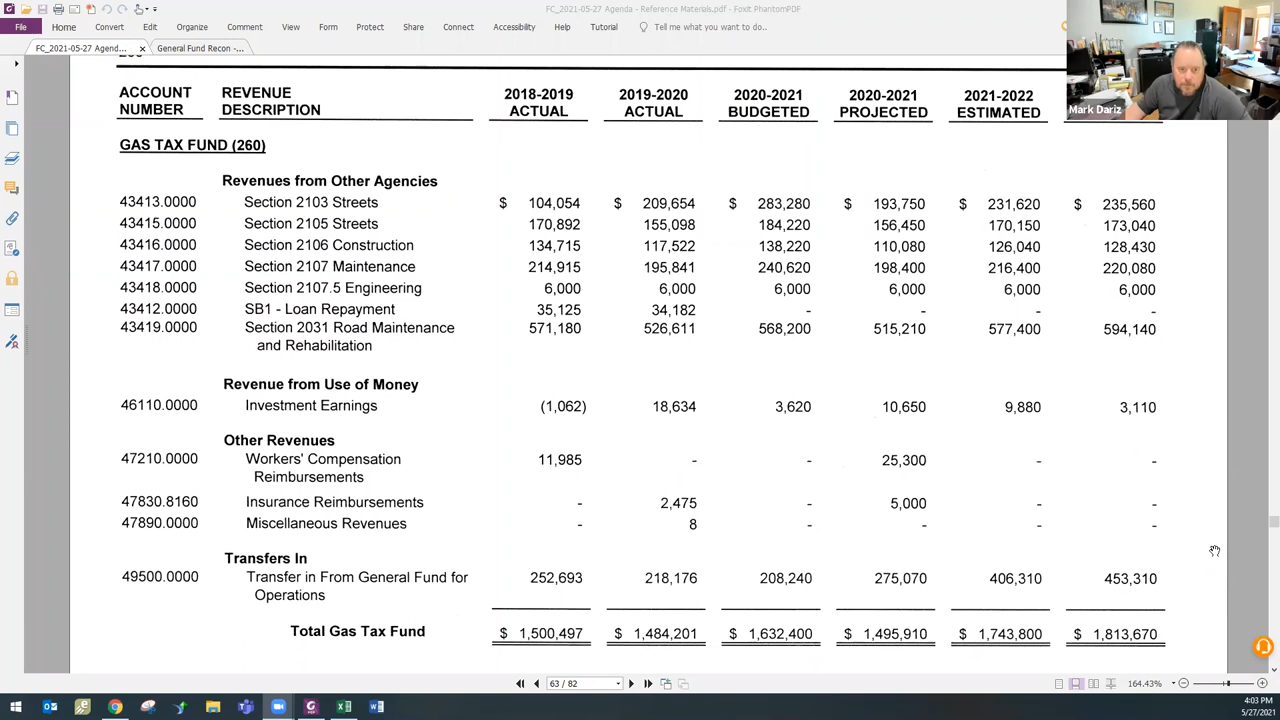 FC_2021-05-27 Agenda - Reference Materials.pdf - Foxit PhantomPDF
File Home Convert Edit Organize Comment View Form Protect Share Connect Accessibility Help Tutorial Tell me what you want to do..
FC_2021-05-27 Agend... × General Fund Recon -...
Mark Dariz
ACCOUNT NUMBER REVENUE DESCRIPTION 2018-2019 ACTUAL 2019-2020 ACTUAL 2020-2021 BUDGETED 2020-2021 PROJECTED 2021-2022 ESTIMATED
GAS TAX FUND (260)
Revenues from Other Agencies
43413.0000 Section 2103 Streets $ 104,054 $ 209,654 $ 283,280 $ 193,750 $ 231,620 $ 235,560
43415.0000 Section 2105 Streets 170,892 155,098 184,220 156,450 170,150 173,040
43416.0000 Section 2106 Construction 134,715 117,522 138,220 110,080 126,040 128,430
43417.0000 Section 2107 Maintenance 214,915 195,841 240,620 198,400 216,400 220,080
43418.0000 Section 2107.5 Engineering 6,000 6,000 6,000 6,000 6,000 6,000
43412.0000 SB1 - Loan Repayment 35,125 34,182 - - - -
43419.0000 Section 2031 Road Maintenance 571,180 526,611 568,200 515,210 577,400 594,140
and Rehabilitation
Revenue from Use of Money
46110.0000 Investment Earnings (1,062) 18,634 3,620 10,650 9,880 3,110
Other Revenues
47210.0000 Workers' Compensation 11,985 - - 25,300 - -
Reimbursements
47830.8160 Insurance Reimbursements - 2,475 - 5,000 - -
47890.0000 Miscellaneous Revenues - 8 - - - -
Transfers In
49500.0000 Transfer in From General Fund for 252,693 218,176 208,240 275,070 406,310 453,310
Operations
Total Gas Tax Fund $ 1,500,497 $ 1,484,201 $ 1,632,400 $ 1,495,910 $ 1,743,800 $ 1,813,670
63 / 82 164.43%
4:03 PM
5/27/2021